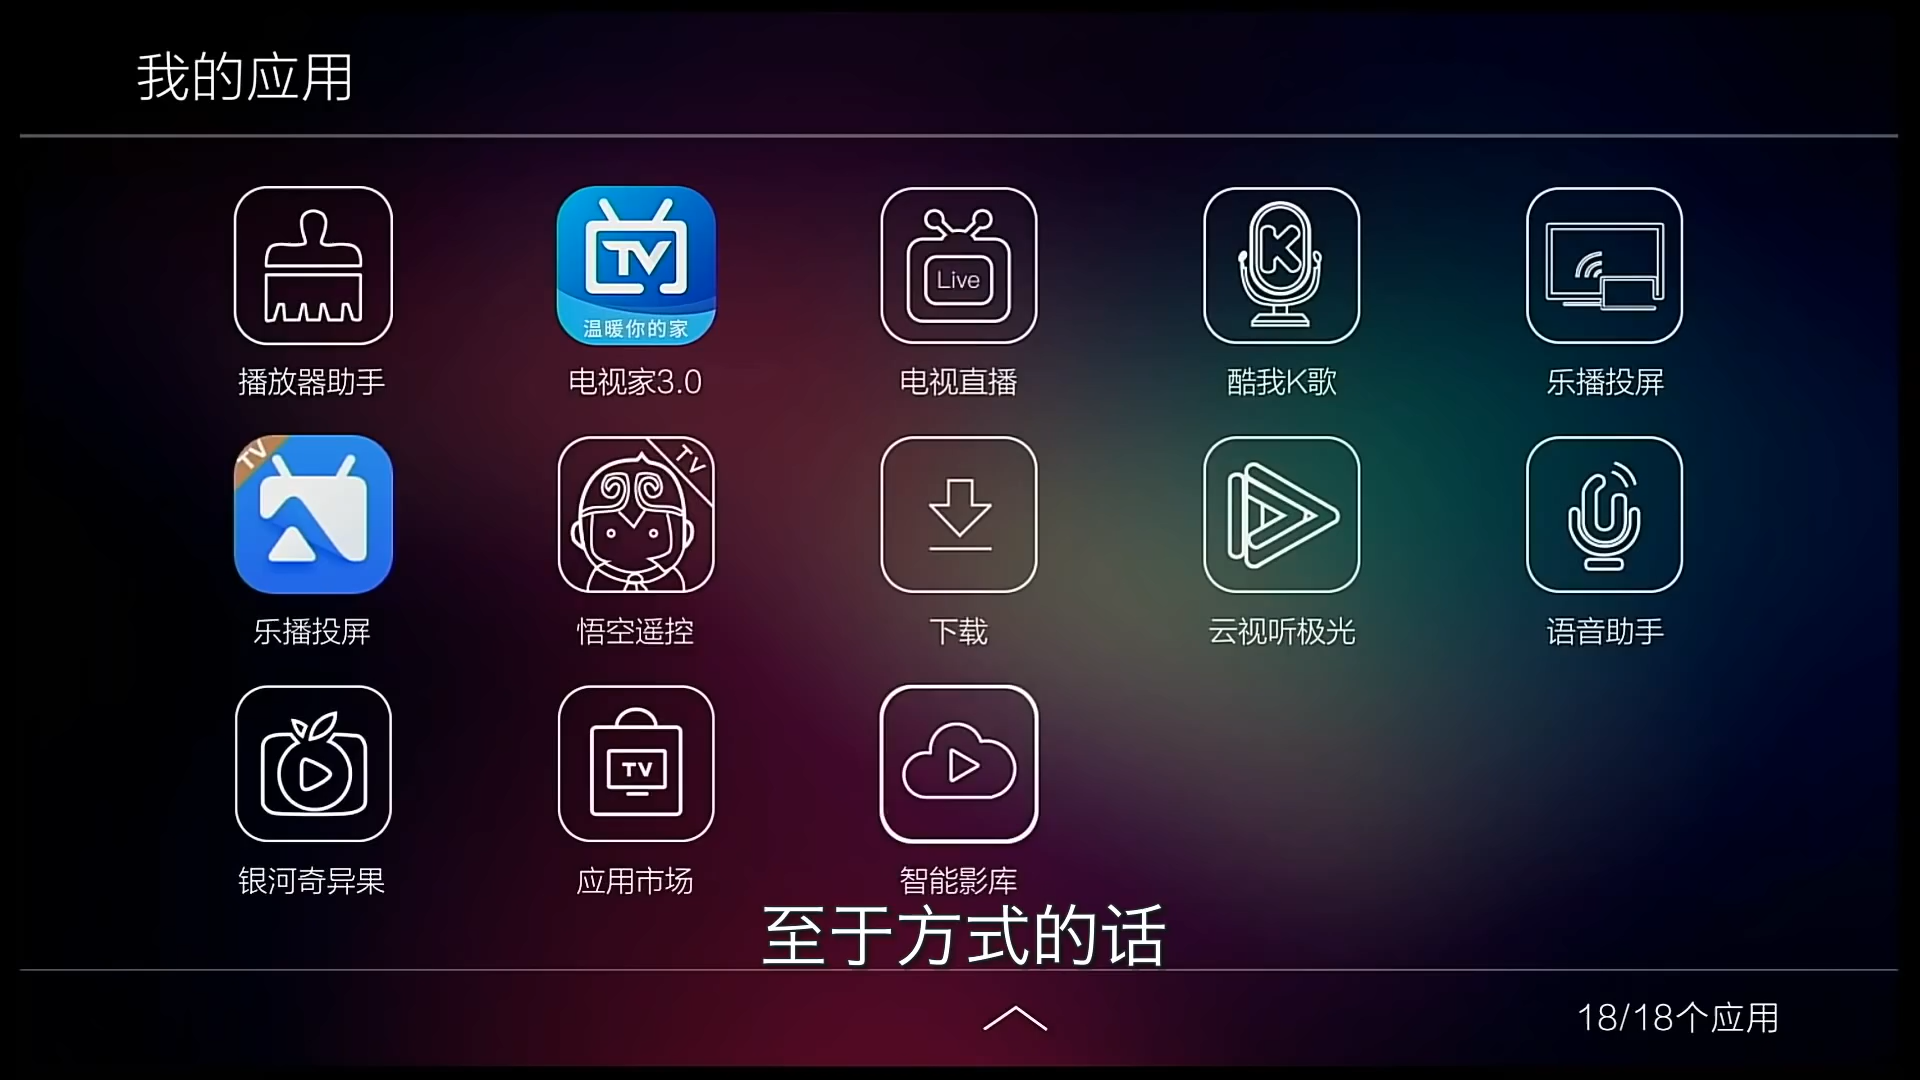 我的应用
TV
温暖你的家
Live
K
播放器助手
电视家3.0
电视直播
酷我K歌
乐播投屏
TV
TV
乐播投屏
悟空遥控
下载
云视听极光
语音助手
TV
银河奇异果
应用市场
智能影库
至于方式的话
18/18个应用